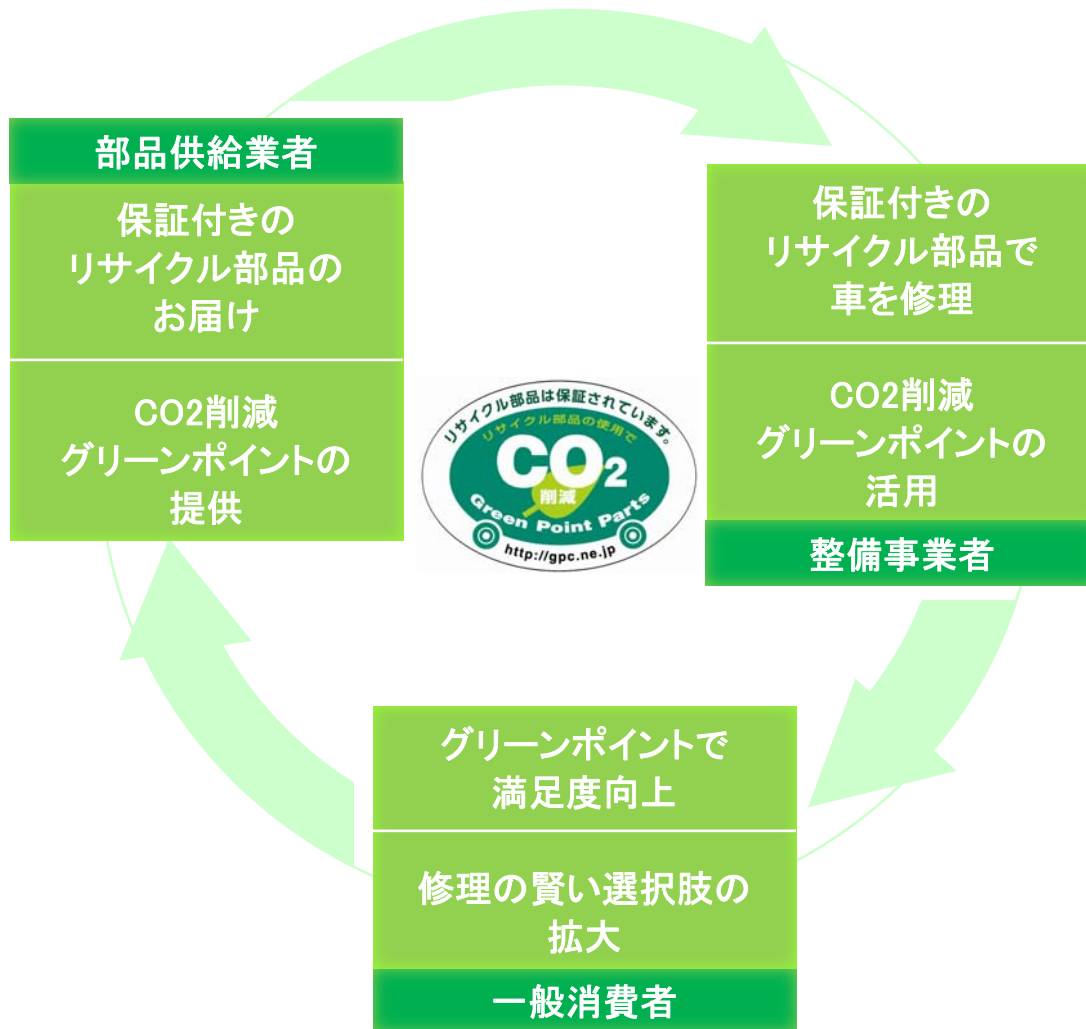 部品供給業者
保証付きの
リサイクル部品の
お届け
CO2削減
グリーンポイントの
提供
保証付きの
リサイクル部品で
車を修理
CO2削減
グリーンポイントの
活用
整備事業者
リサイクル部品は保証されています。
リサイクル部品の使用で
CO2
削減
Green Point Parts
http://gpc.ne.jp
グリーンポイントで
満足度向上
修理の賢い選択肢の
拡大
一般消費者